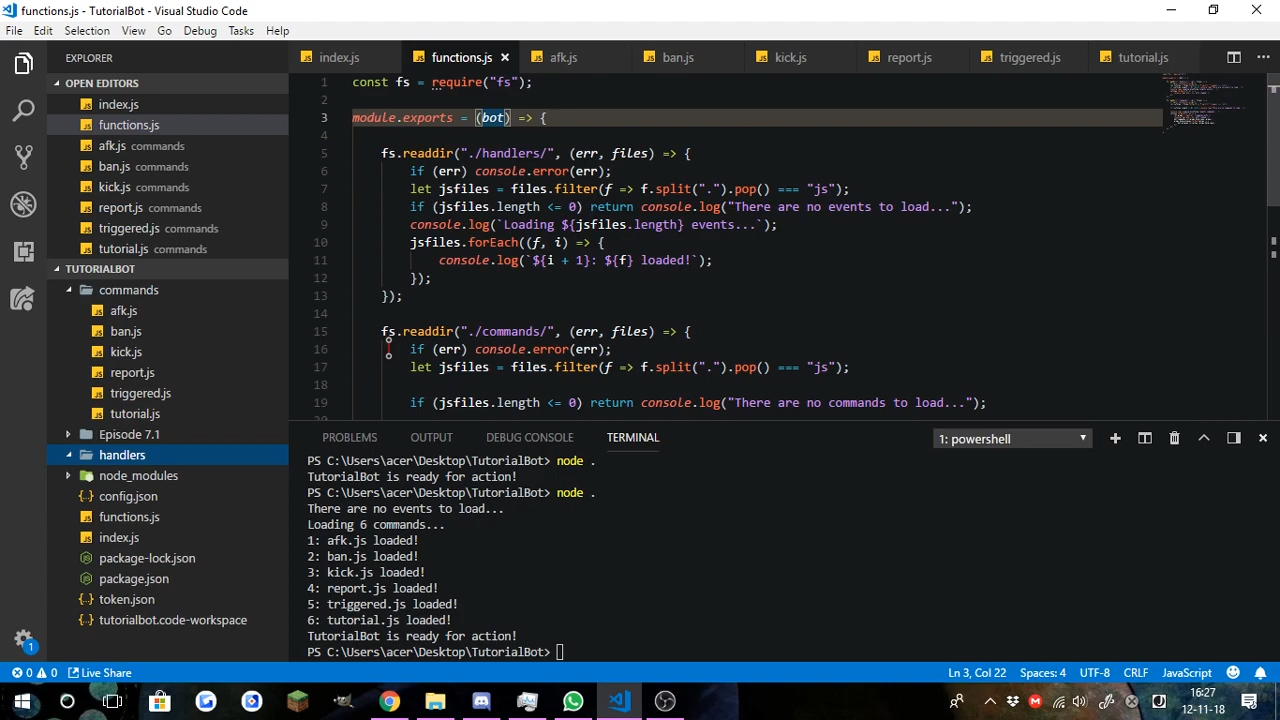 functions.js - TutorialBot - Visual Studio Code
File Edit Selection View Go Debug Tasks Help
EXPLORER
OPEN EDITORS
index.js
functions.js
afk.js commands
ban.js commands
kick.js commands
report.js commands
triggered.js commands
tutorial.js commands
TUTORIALBOT
commands
afk.js
ban.js
kick.js
report.js
triggered.js
tutorial.js
Episode 7.1
handlers
node_modules
config.json
functions.js
index.js
package-lock.json
package.json
token.json
tutorialbot.code-workspace
index.js functions.js afk.js ban.js kick.js report.js triggered.js tutorial.js
1 const fs = require("fs");
2
3 module.exports = (bot) => {
4
5 fs.readdir("./handlers/", (err, files) => {
6 if (err) console.error(err);
7 let jsfiles = files.filter(f => f.split(".").pop() === "js");
8 if (jsfiles.length <= 0) return console.log("There are no events to load...");
9 console.log(`Loading ${jsfiles.length} events...`);
10 jsfiles.forEach((f, i) => {
11 console.log(`${i + 1}: ${f} loaded!`);
12 });
13 });
14
15 fs.readdir("./commands/", (err, files) => {
16 if (err) console.error(err);
17 let jsfiles = files.filter(f => f.split(".").pop() === "js");
18
19 if (jsfiles.length <= 0) return console.log("There are no commands to load...");
PROBLEMS OUTPUT DEBUG CONSOLE TERMINAL 1: powershell
PS C:\Users\acer\Desktop\TutorialBot> node .
TutorialBot is ready for action!
PS C:\Users\acer\Desktop\TutorialBot> node .
There are no events to load...
Loading 6 commands...
1: afk.js loaded!
2: ban.js loaded!
3: kick.js loaded!
4: report.js loaded!
5: triggered.js loaded!
6: tutorial.js loaded!
TutorialBot is ready for action!
PS C:\Users\acer\Desktop\TutorialBot>
1
0 0 Live Share Ln 3, Col 22 Spaces: 4 UTF-8 CRLF JavaScript
16:27
12-11-18